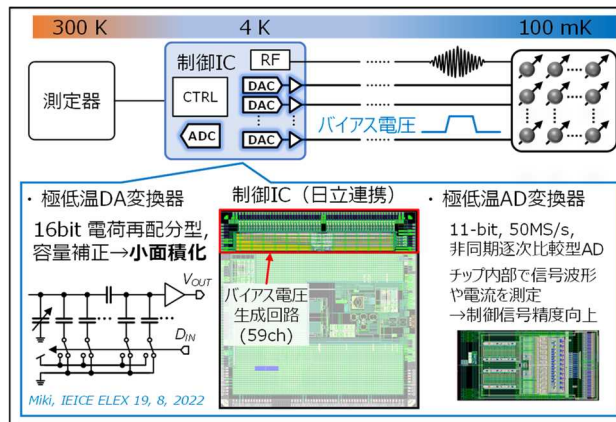 300 K
4 K
100 mK
測定器
制御IC
RF
CTRL
DAC
DAC
ADC
DAC
バイアス電圧
・極低温DA変換器
16bit 電荷再配分型,
容量補正→小面積化
VOUT
DIN
Miki, IEICE ELEX 19, 8, 2022
制御IC（日立連携）
バイアス電圧
生成回路
(59ch)
・極低温AD変換器
11-bit, 50MS/s,
非同期逐次比較型AD
チップ内部で信号波形
や電流を測定
→制御信号精度向上